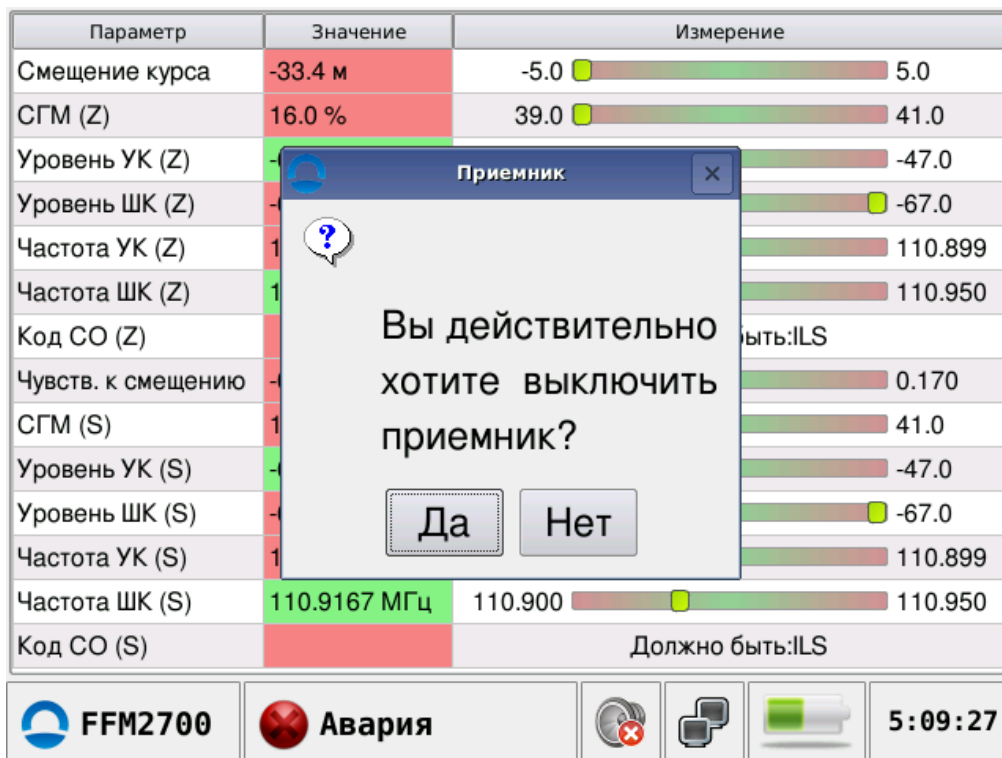 Параметр Значение Измерение
Смещение курса -33.4 м -5.0 5.0
СГМ (Z) 16.0 % 39.0 41.0
Уровень УК (Z) -47.0
Приемник
Уровень ШК (Z) -67.0
Частота УК (Z) 110.899
Частота ШК (Z) 110.950
Код СО (Z) быть:ILS
Вы действительно
хотите выключить
приемник?
Да Нет
Чувств. к смещению 0.170
СГМ (S) 41.0
Уровень УК (S) -47.0
Уровень ШК (S) -67.0
Частота УК (S) 110.899
Частота ШК (S) 110.9167 МГц 110.900 110.950
Код СО (S) Должно быть:ILS
FFM2700 Авария 5:09:27